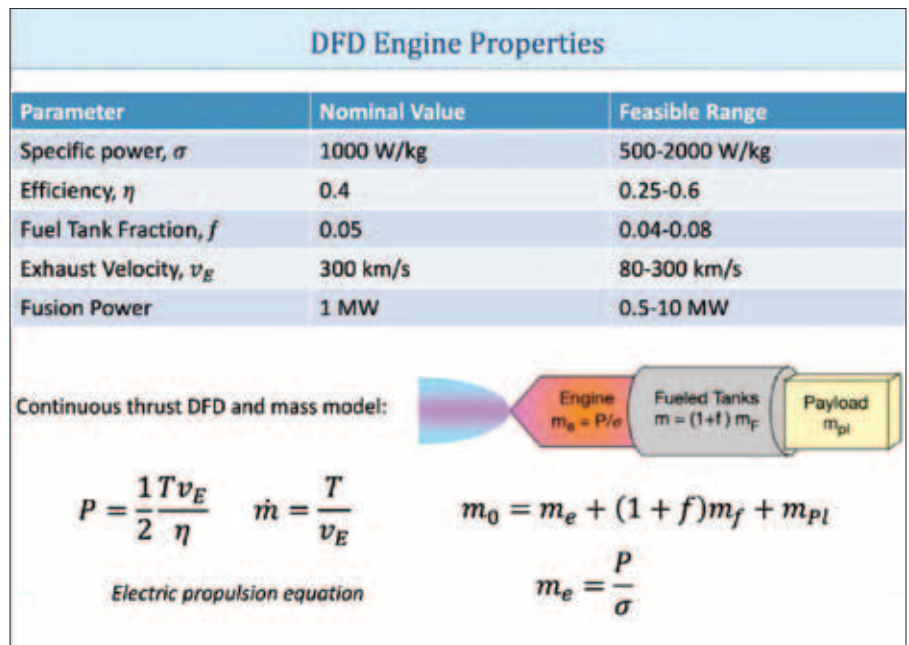 DFD Engine Properties
Parameter Nominal Value Feasible Range
Specific power, σ 1000 W/kg 500-2000 W/kg
Efficiency, η 0.4 0.25-0.6
Fuel Tank Fraction, f 0.05 0.04-0.08
Exhaust Velocity, v_E 300 km/s 80-300 km/s
Fusion Power 1 MW 0.5-10 MW
Continuous thrust DFD and mass model:
Engine
m_e = P/σ
Fueled Tanks
m = (1+f) m_F
Payload
m_pl
P = 1/2 Tv_E/η ṁ = T/v_E
m_0 = m_e + (1 + f)m_f + m_Pl
Electric propulsion equation
m_e = P/σ